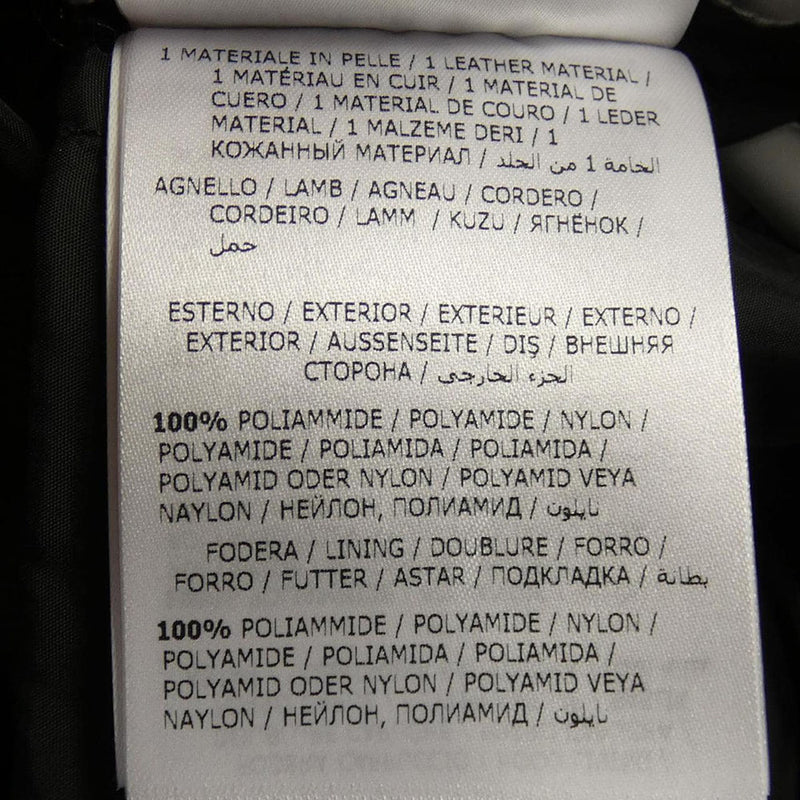 1 MATERIALE IN PELLE / 1 LEATHER MATERIAL /
1 MATÉRIAU EN CUIR / 1 MATERIAL DE
CUERO / 1 MATERIAL DE COURO / 1 LEDER
MATERIAL / 1 MALZEME DERI / 1
КОЖАННЫЙ МАТЕРИАЛ / الخامة 1 من الجلد
AGNELLO / LAMB / AGNEAU / CORDERO /
CORDEIRO / LAMM / KUZU / ЯГНЁНОК /
حمل
ESTERNO / EXTERIOR / EXTERIEUR / EXTERNO /
EXTERIOR / AUSSENSEITE / DIŞ / ВНЕШНЯЯ
СТОРОНА / الجزء الخارجى
100% POLIAMMIDE / POLYAMIDE / NYLON /
POLYAMIDE / POLIAMIDA / POLIAMIDA /
POLYAMID ODER NYLON / POLYAMID VEYA
NAYLON / НЕЙЛОН, ПОЛИАМИД / نايلون
FODERA / LINING / DOUBLURE / FORRO /
FORRO / FUTTER / ASTAR / ПОДКЛАДКА / بطانة
100% POLIAMMIDE / POLYAMIDE / NYLON /
POLYAMIDE / POLIAMIDA / POLIAMIDA /
POLYAMID ODER NYLON / POLYAMID VEYA
NAYLON / НЕЙЛОН, ПОЛИАМИД / نايلون